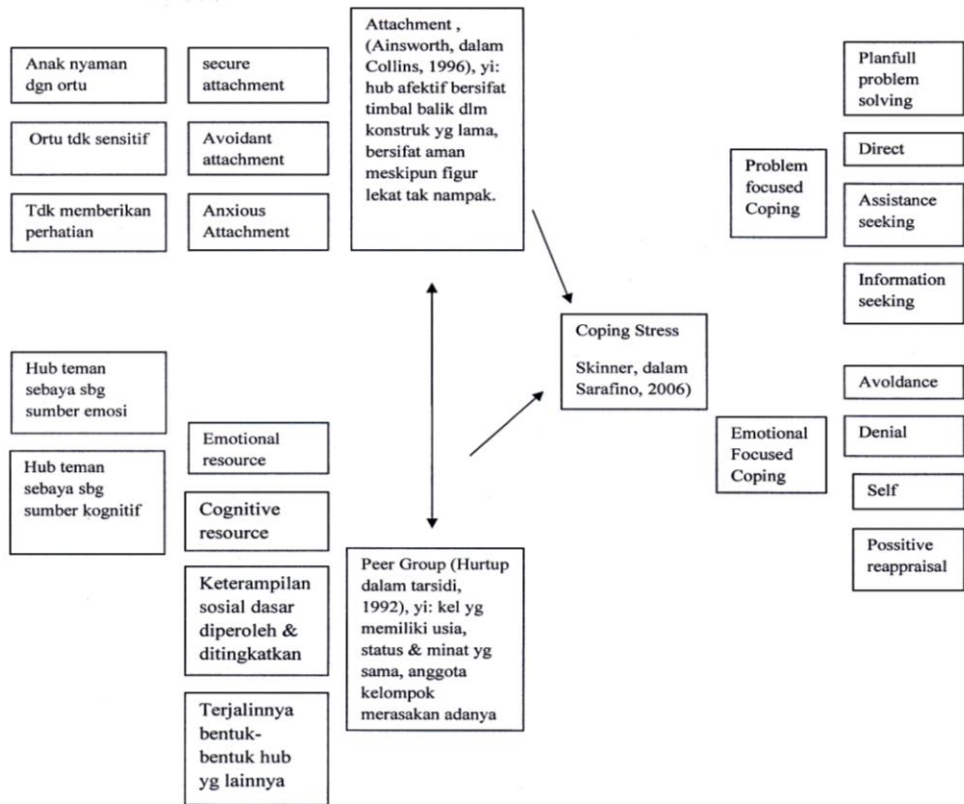 Anak nyaman
dgn ortu
Ortu tdk sensitif
Tdk memberikan
perhatian
secure
attachment
Avoidant
attachment
Anxious
Attachment
Attachment ,
(Ainsworth, dalam
Collins, 1996), yi:
hub afektif bersifat
timbal balik dlm
konstruk yg lama,
bersifat aman
meskipun figur
lekat tak nampak.
Hub teman
sebaya sbg
sumber emosi
Hub teman
sebaya sbg
sumber kognitif
Emotional
resource
Cognitive
resource
Keterampilan
sosial dasar
diperoleh &
ditingkatkan
Terjalinnya
bentuk-
bentuk hub
yg lainnya
Peer Group (Hurtup
dalam tarsidi,
1992), yi: kel yg
memiliki usia,
status & minat yg
sama, anggota
kelompok
merasakan adanya
Coping Stress
Skinner, dalam
Sarafino, 2006)
Problem
focused
Coping
Planfull
problem
solving
Direct
Assistance
seeking
Information
seeking
Emotional
Focused
Coping
Avoldance
Denial
Self
Possitive
reappraisal